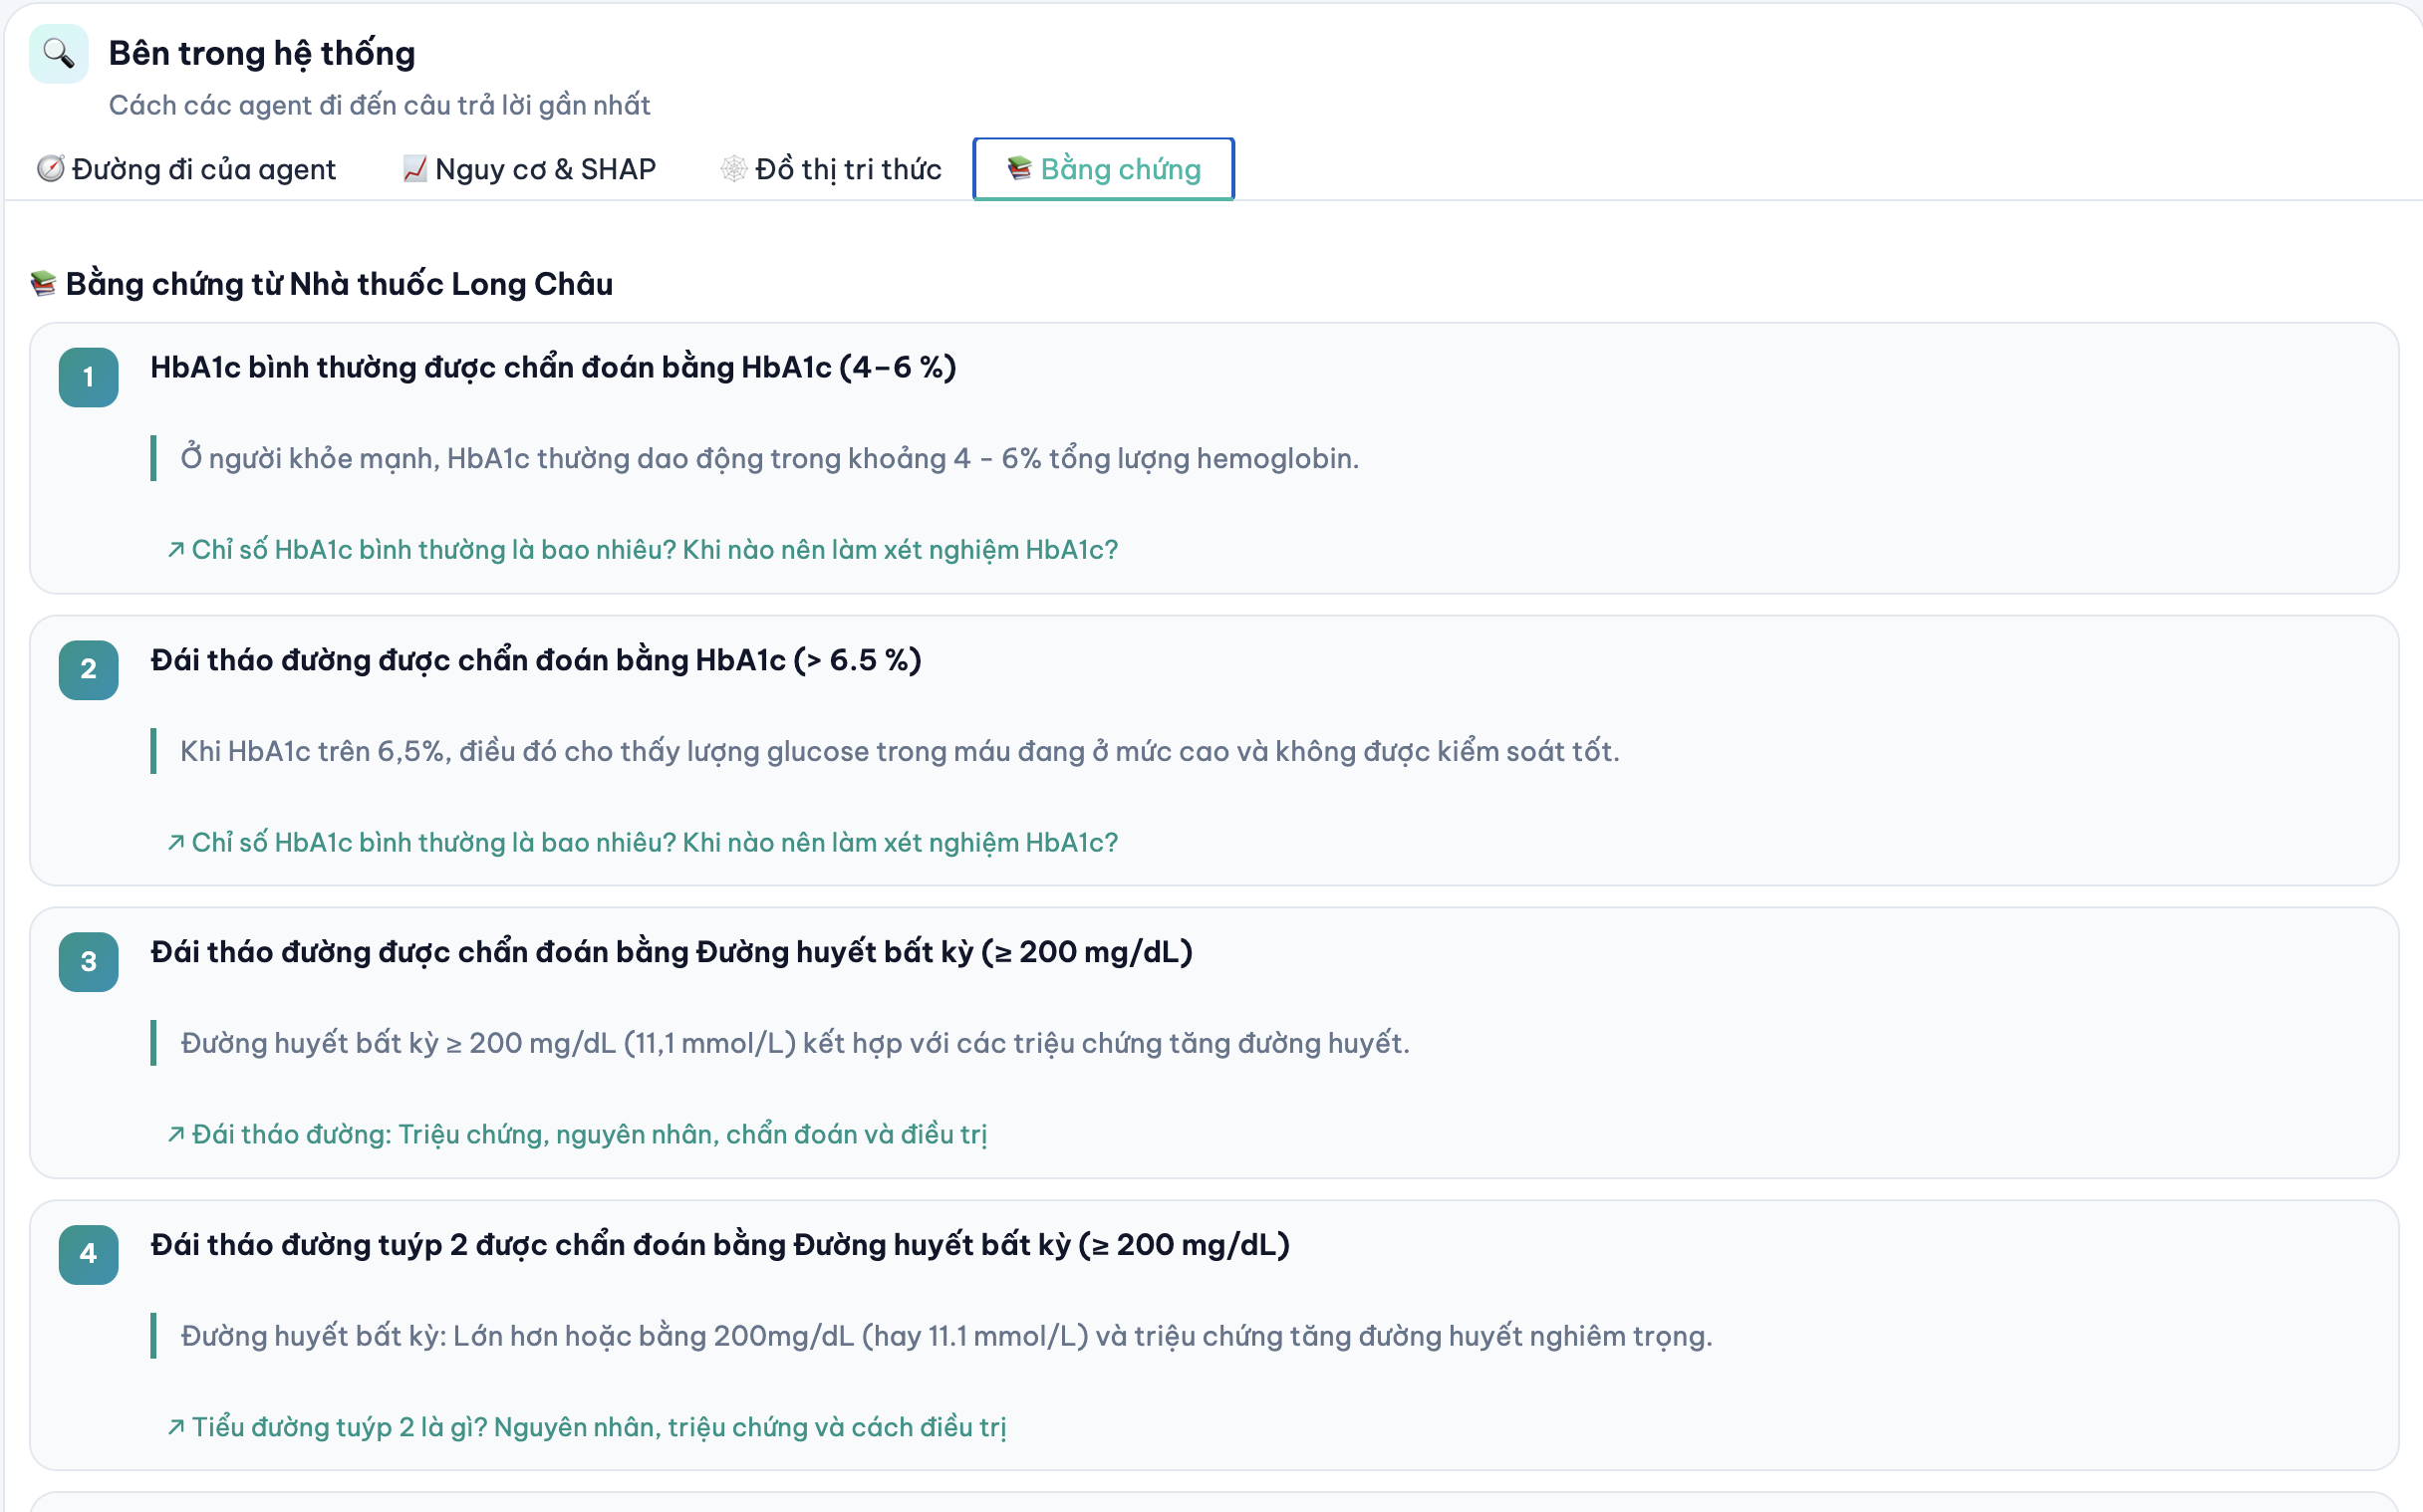 Bên trong hệ thống
Cách các agent đi đến câu trả lời gần nhất
Đường đi của agent
Nguy cơ & SHAP
Đồ thị tri thức
Bằng chứng
Bằng chứng từ Nhà thuốc Long Châu
1
HbA1c bình thường được chẩn đoán bằng HbA1c (4–6 %)
Ở người khỏe mạnh, HbA1c thường dao động trong khoảng 4 - 6% tổng lượng hemoglobin.
↗ Chỉ số HbA1c bình thường là bao nhiêu? Khi nào nên làm xét nghiệm HbA1c?
2
Đái tháo đường được chẩn đoán bằng HbA1c (> 6.5 %)
Khi HbA1c trên 6,5%, điều đó cho thấy lượng glucose trong máu đang ở mức cao và không được kiểm soát tốt.
↗ Chỉ số HbA1c bình thường là bao nhiêu? Khi nào nên làm xét nghiệm HbA1c?
3
Đái tháo đường được chẩn đoán bằng Đường huyết bất kỳ (≥ 200 mg/dL)
Đường huyết bất kỳ ≥ 200 mg/dL (11,1 mmol/L) kết hợp với các triệu chứng tăng đường huyết.
↗ Đái tháo đường: Triệu chứng, nguyên nhân, chẩn đoán và điều trị
4
Đái tháo đường tuýp 2 được chẩn đoán bằng Đường huyết bất kỳ (≥ 200 mg/dL)
Đường huyết bất kỳ: Lớn hơn hoặc bằng 200mg/dL (hay 11.1 mmol/L) và triệu chứng tăng đường huyết nghiêm trọng.
↗ Tiểu đường tuýp 2 là gì? Nguyên nhân, triệu chứng và cách điều trị